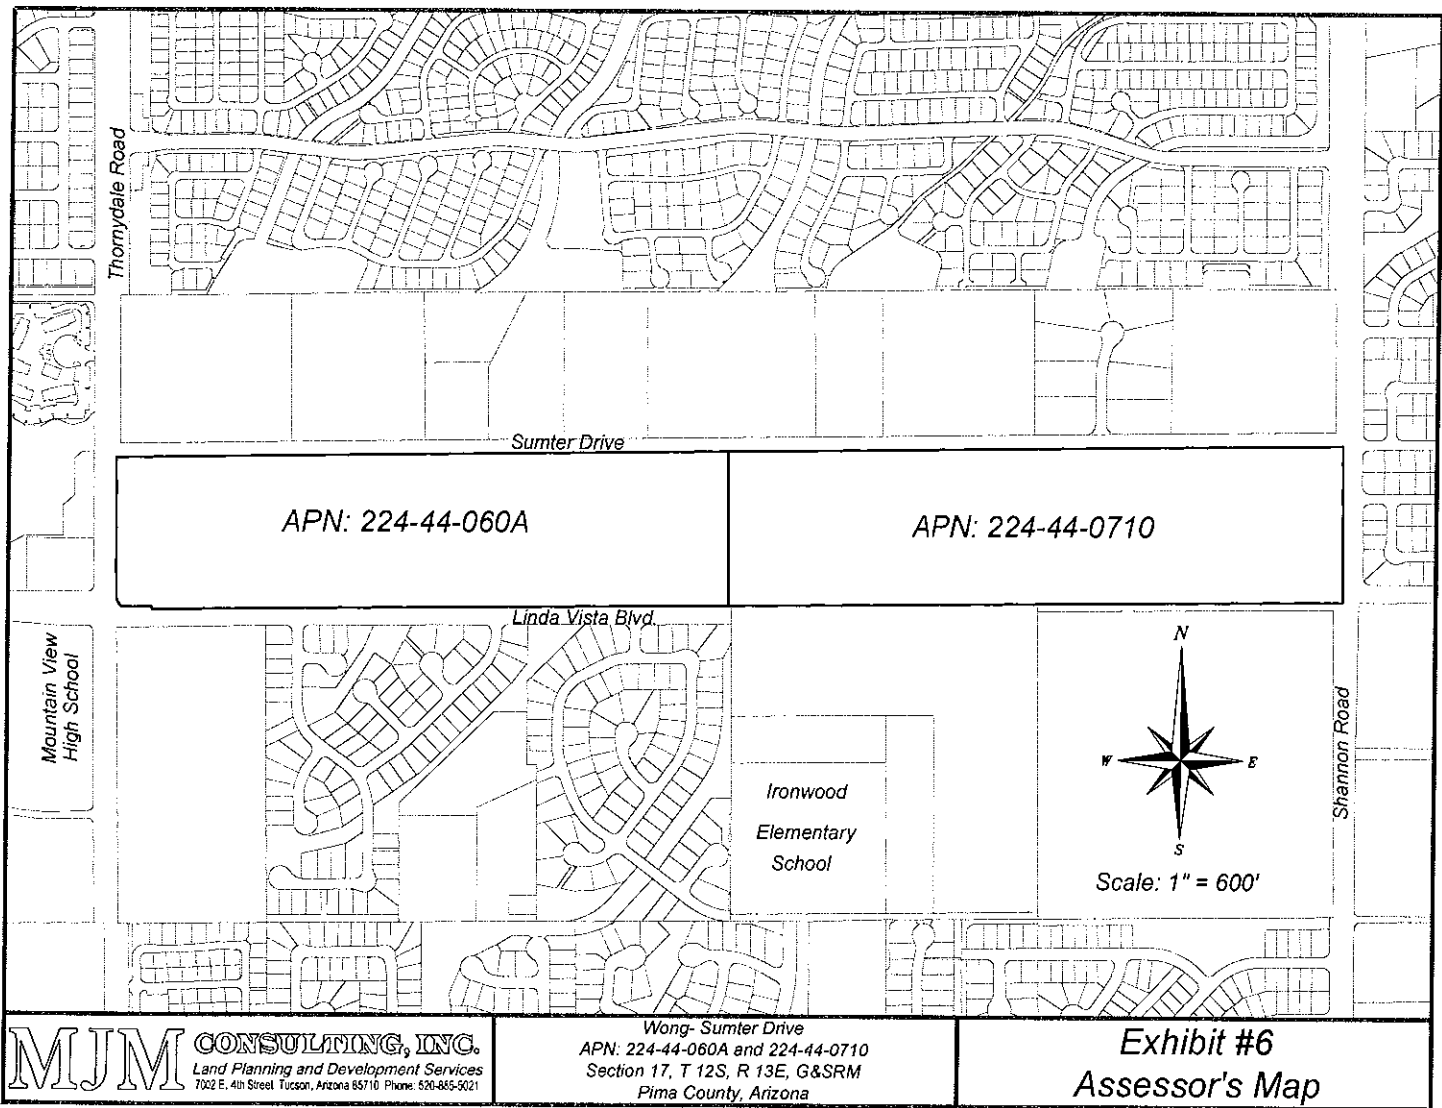 Thornydale Road
Sumter Drive
APN: 224-44-060A
APN: 224-44-0710
Linda Vista Blvd.
Mountain View
High School
Ironwood
Elementary
School
N
W
E
S
Scale: 1" = 600'
Shannon Road
MJM CONSULTING, INC.
Land Planning and Development Services
7002 E. 4th Street Tucson, Arizona 85710 Phone: 520-885-5021
Wong- Sumter Drive
APN: 224-44-060A and 224-44-0710
Section 17, T 12S, R 13E, G&SRM
Pima County, Arizona
Exhibit #6
Assessor's Map